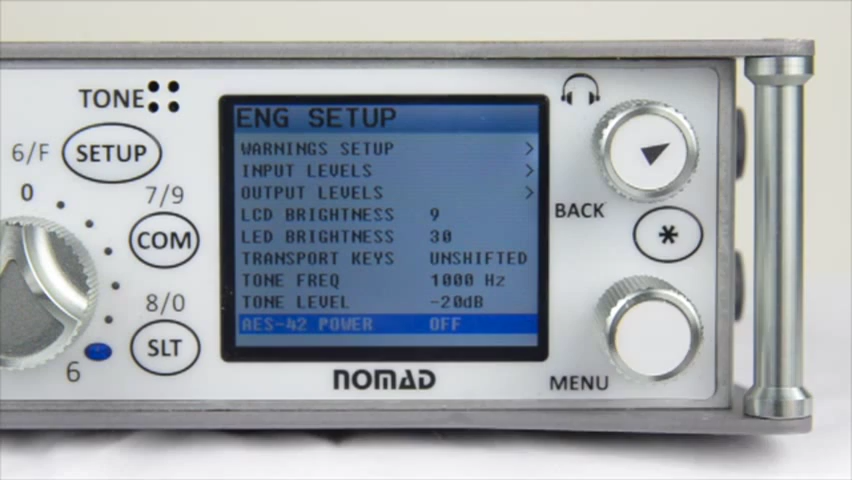 TONE
6/F
SETUP
0
7/9
COM
8/0
SLT
6
ENG SETUP
WARNINGS SETUP >
INPUT LEVELS >
OUTPUT LEVELS >
LCD BRIGHTNESS 9
LED BRIGHTNESS 30
TRANSPORT KEYS UNSHIFTED
TONE FREQ 1000 Hz
TONE LEVEL -20dB
AES-42 POWER OFF
NOMAD
BACK
*
MENU